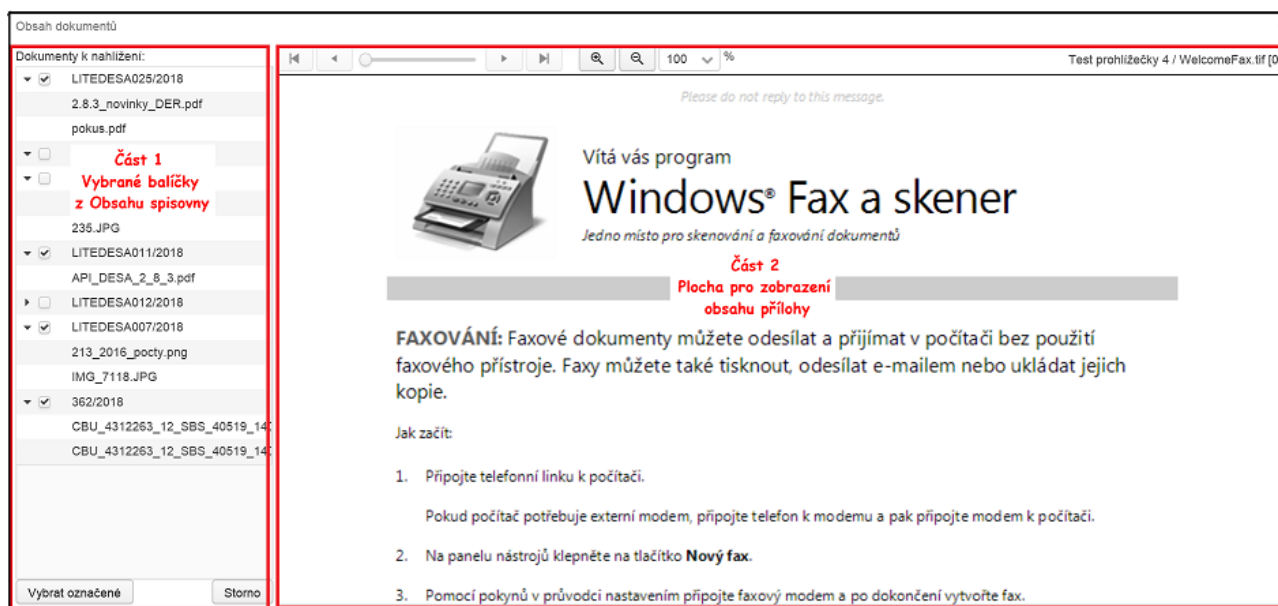 Obsah dokumentů
Dokumenty k nahlížení:
LITEDESA025/2018
2.8.3_novinky_DER.pdf
pokus.pdf
Část 1
Vybrané balíčky
z Obsahu spisovny
235.JPG
LITEDESA011/2018
API_DESA_2_8_3.pdf
LITEDESA012/2018
LITEDESA007/2018
213_2016_pocty.png
IMG_7118.JPG
362/2018
CBU_4312263_12_SBS_40519_140
CBU_4312263_12_SBS_40519_140
Vybrat označené Storno
100 %
Test prohlížečky 4 / WelcomeFax.tif [0
Please do not reply to this message.
Vítá vás program
Windows® Fax a skener
Jedno místo pro skenování a faxování dokumentů
Část 2
Plocha pro zobrazení
obsahu přílohy
FAXOVÁNÍ: Faxové dokumenty můžete odesílat a přijímat v počítači bez použití
faxového přístroje. Faxy můžete také tisknout, odesílat e-mailem nebo ukládat jejich
kopie.
Jak začít:
1. Připojte telefonní linku k počítači.
Pokud počítač potřebuje externí modem, připojte telefon k modemu a pak připojte modem k počítači.
2. Na panelu nástrojů klepněte na tlačítko Nový fax.
3. Pomocí pokynů v průvodci nastavením připojte faxový modem a po dokončení vytvořte fax.